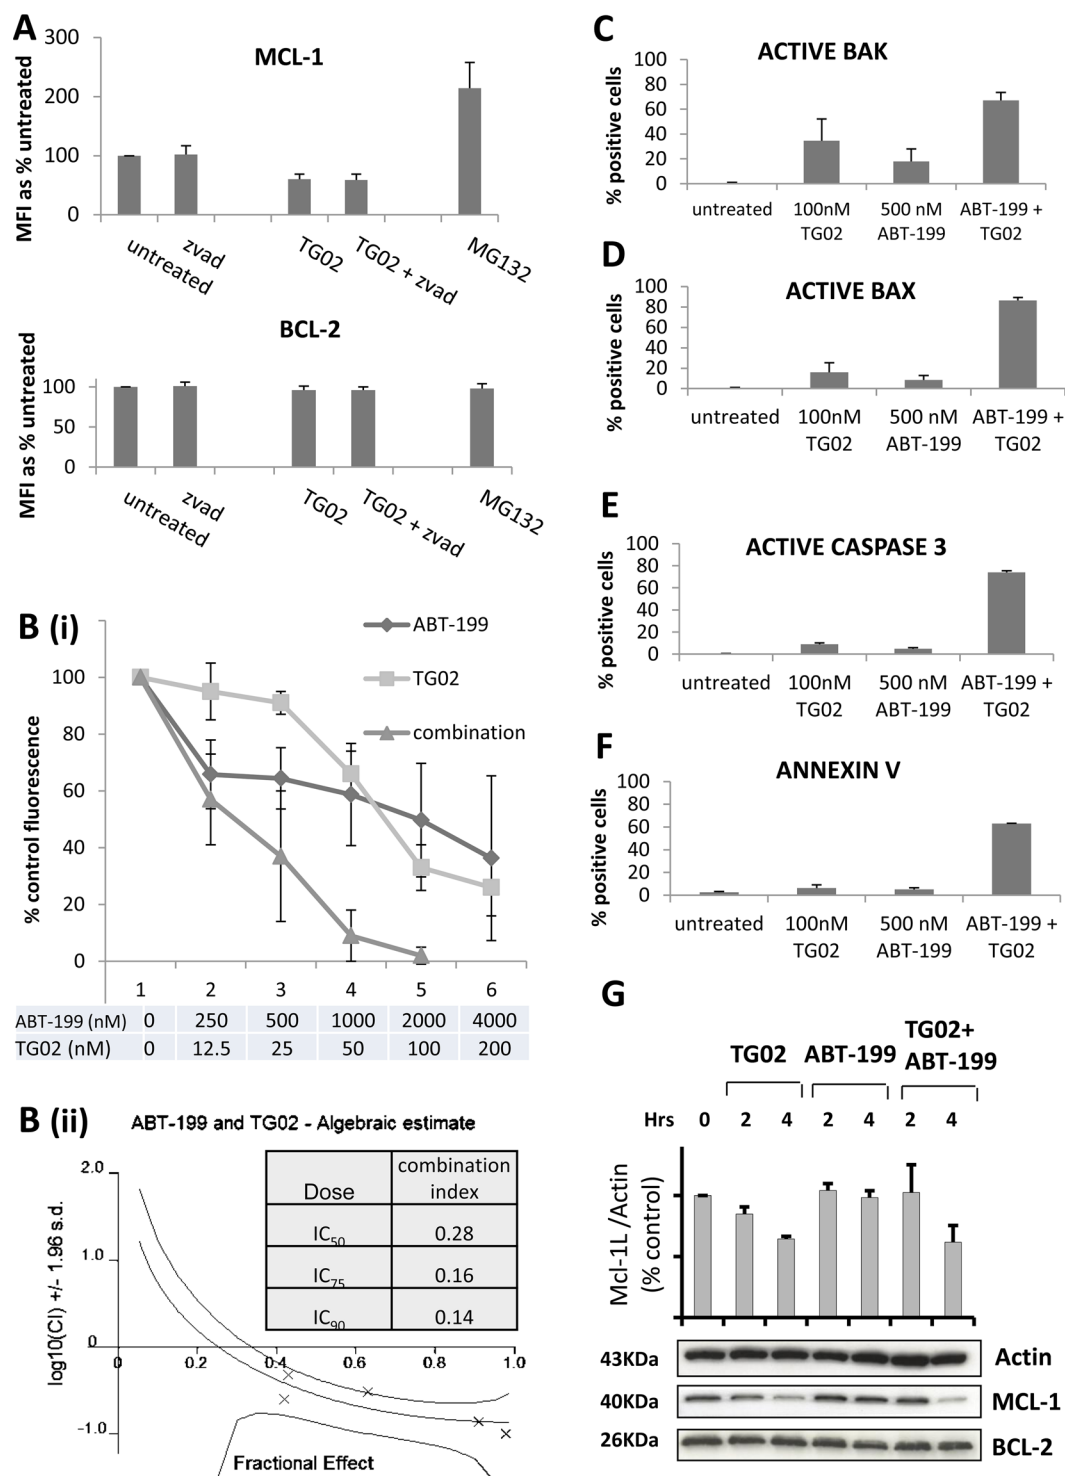 A
MCL-1
MFI as % untreated
300
200
100
0
untreated
zvad
TG02
TG02 + zvad
MG132
BCL-2
MFI as % untreated
100
50
0
untreated
zvad
TG02
TG02 + zvad
MG132
B (i)
ABT-199
TG02
combination
% control fluorescence
100
80
60
40
20
0
1 2 3 4 5 6
ABT-199 (nM) 0 250 500 1000 2000 4000
TG02 (nM) 0 12.5 25 50 100 200
B (ii)
ABT-199 and TG02 - Algebraic estimate
log10(CI) +/- 1.96 s.d.
2.0
1.0
0
-1.0
0 0.2 0.4 0.6 0.8 1.0
Fractional Effect
Dose combination index
IC50 0.28
IC75 0.16
IC90 0.14
C
ACTIVE BAK
% positive cells
100
80
60
40
20
0
untreated 100nM 500 nM ABT-199 +
TG02 ABT-199 TG02
D
ACTIVE BAX
% positive cells
100
80
60
40
20
0
untreated 100nM 500 nM ABT-199 +
TG02 ABT-199 TG02
E
ACTIVE CASPASE 3
% positive cells
100
80
60
40
20
0
untreated 100nM 500 nM ABT-199 +
TG02 ABT-199 TG02
F
ANNEXIN V
% positive cells
100
80
60
40
20
0
untreated 100nM 500 nM ABT-199 +
TG02 ABT-199 TG02
G
TG02 ABT-199 TG02+ ABT-199
Hrs 0 2 4 2 4 2 4
Mcl-1L /Actin
(% control)
43KDa Actin
40KDa MCL-1
26KDa BCL-2